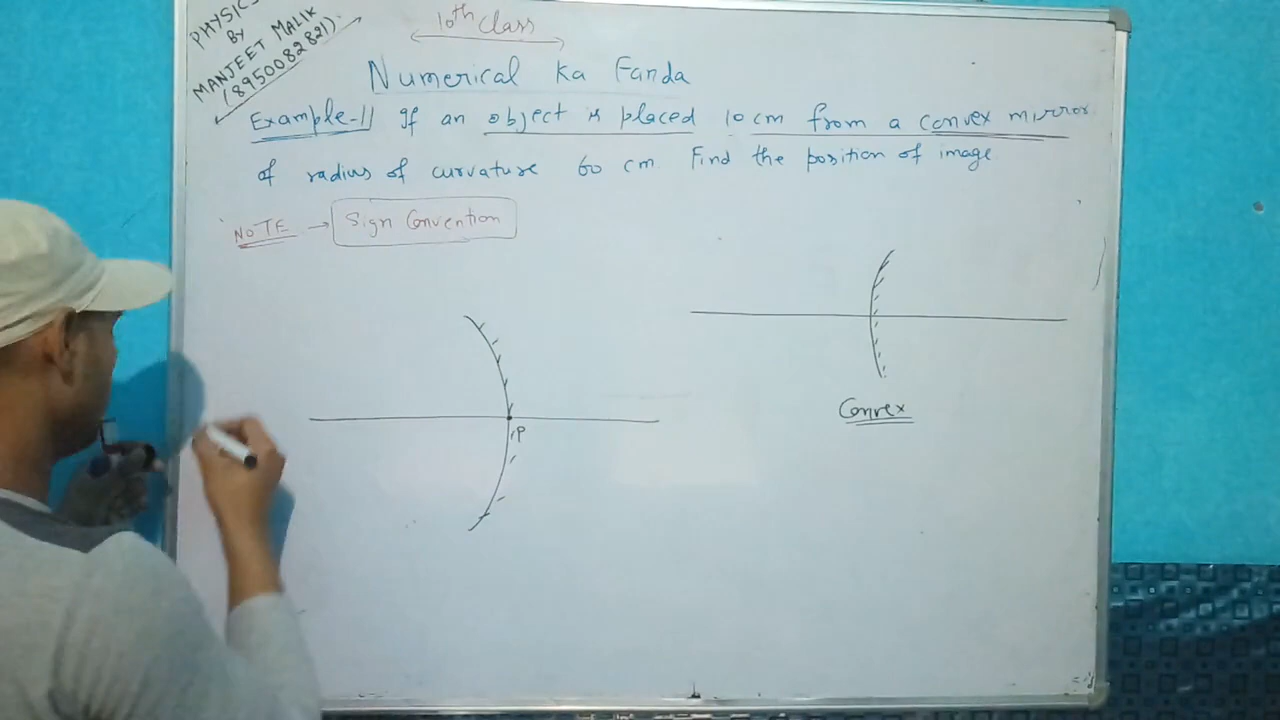 PHYSICS
By
MANJEET MALIK
(8950082821)
10th Class
Numerical Ka Fanda
Example-11 If an object is placed 10 cm from a convex mirror
of radius of curvature 60 cm Find the position of image
NOTE → Sign Convention
P
Convex